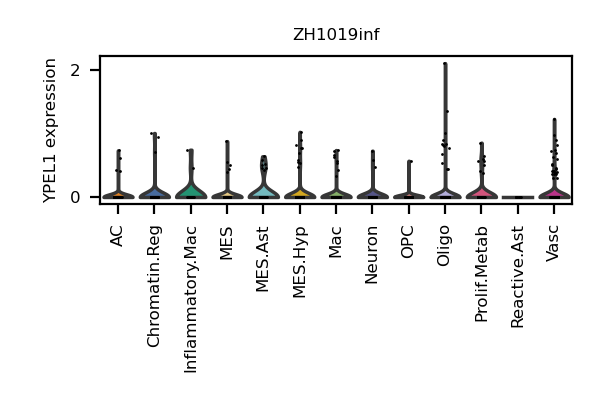 ZH1019inf
YPEL1 expression
2
0
AC
Chromatin.Reg
Inflammatory.Mac
MES
MES.Ast
MES.Hyp
Mac
Neuron
OPC
Oligo
Prolif.Metab
Reactive.Ast
Vasc